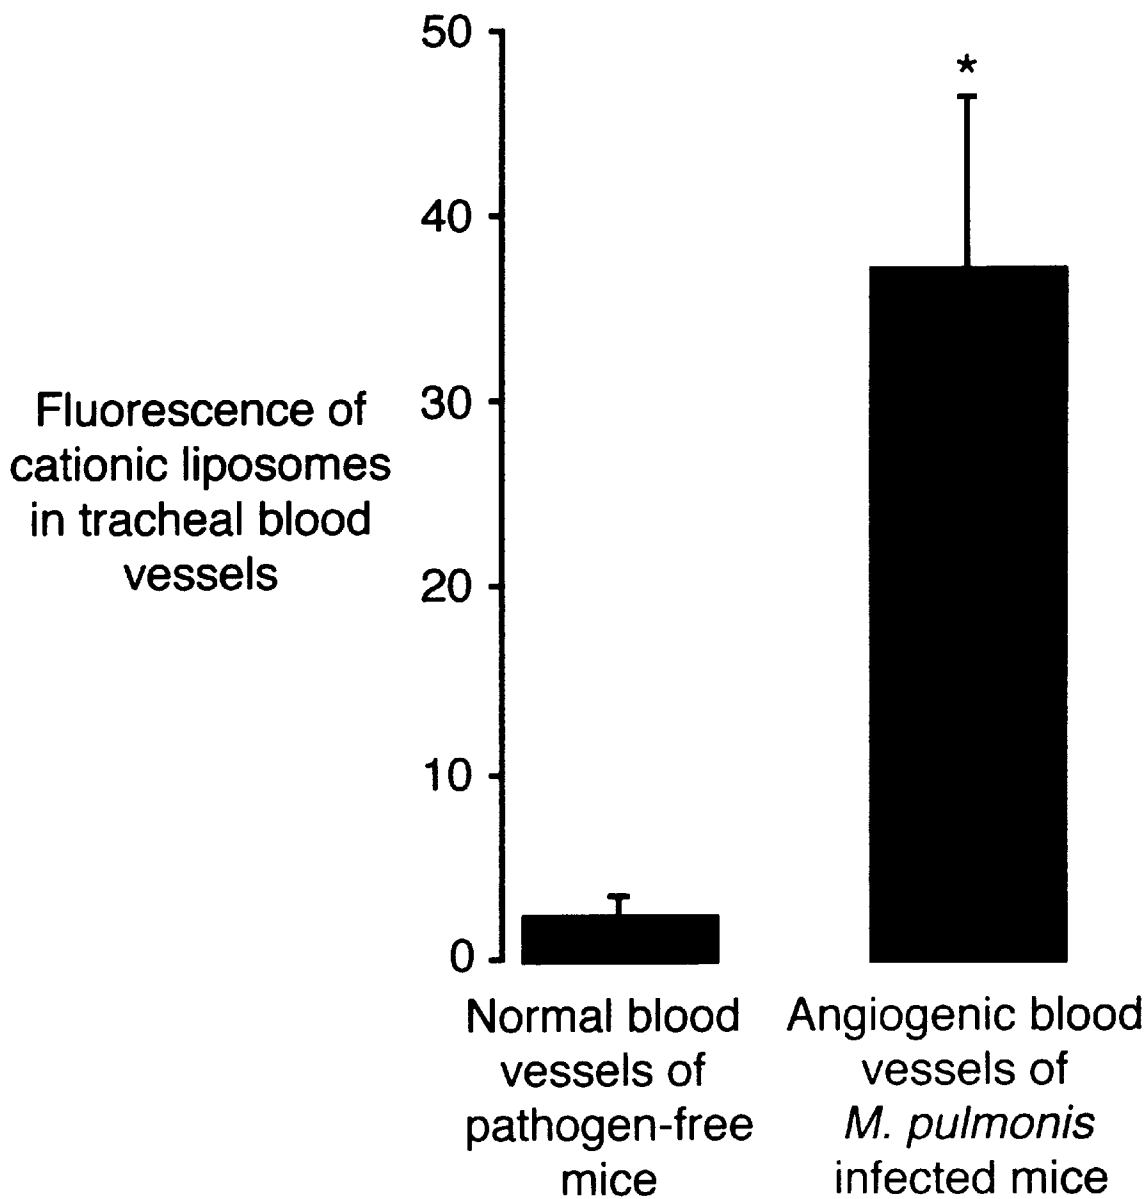 50
*
40
30
20
10
0
Fluorescence of
cationic liposomes
in tracheal blood
vessels
Normal blood
vessels of
pathogen-free
mice
Angiogenic blood
vessels of
M. pulmonis
infected mice